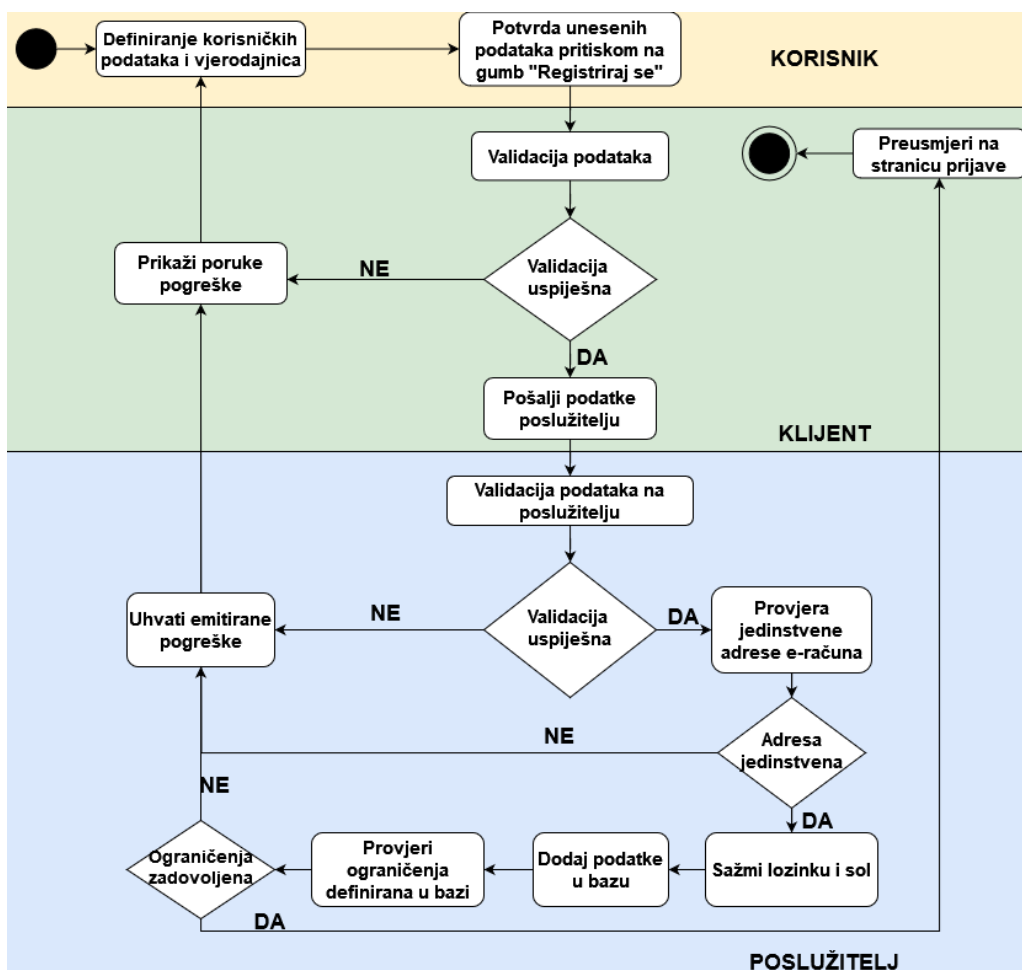 Definiranje korisničkih
podataka i vjerodajnica
Potvrda unesenih
podataka pritiskom na
gumb "Registriraj se"
KORISNIK
Validacija podataka
Preusmjeri na
stranicu prijave
Prikaži poruke
pogreške
NE
Validacija
uspiješna
DA
Pošalji podatke
poslužitelju
KLIJENT
Validacija podataka na
poslužitelju
Uhvati emitirane
pogreške
NE
Validacija
uspiješna
DA
Provjera
jedinstvene
adrese e-računa
NE
Adresa
jedinstvena
NE
DA
Ograničenja
zadovoljena
Provjeri
ograničenja
definirana u bazi
Dodaj podatke
u bazu
Sažmi lozinku i sol
DA
POSLUŽITELJ